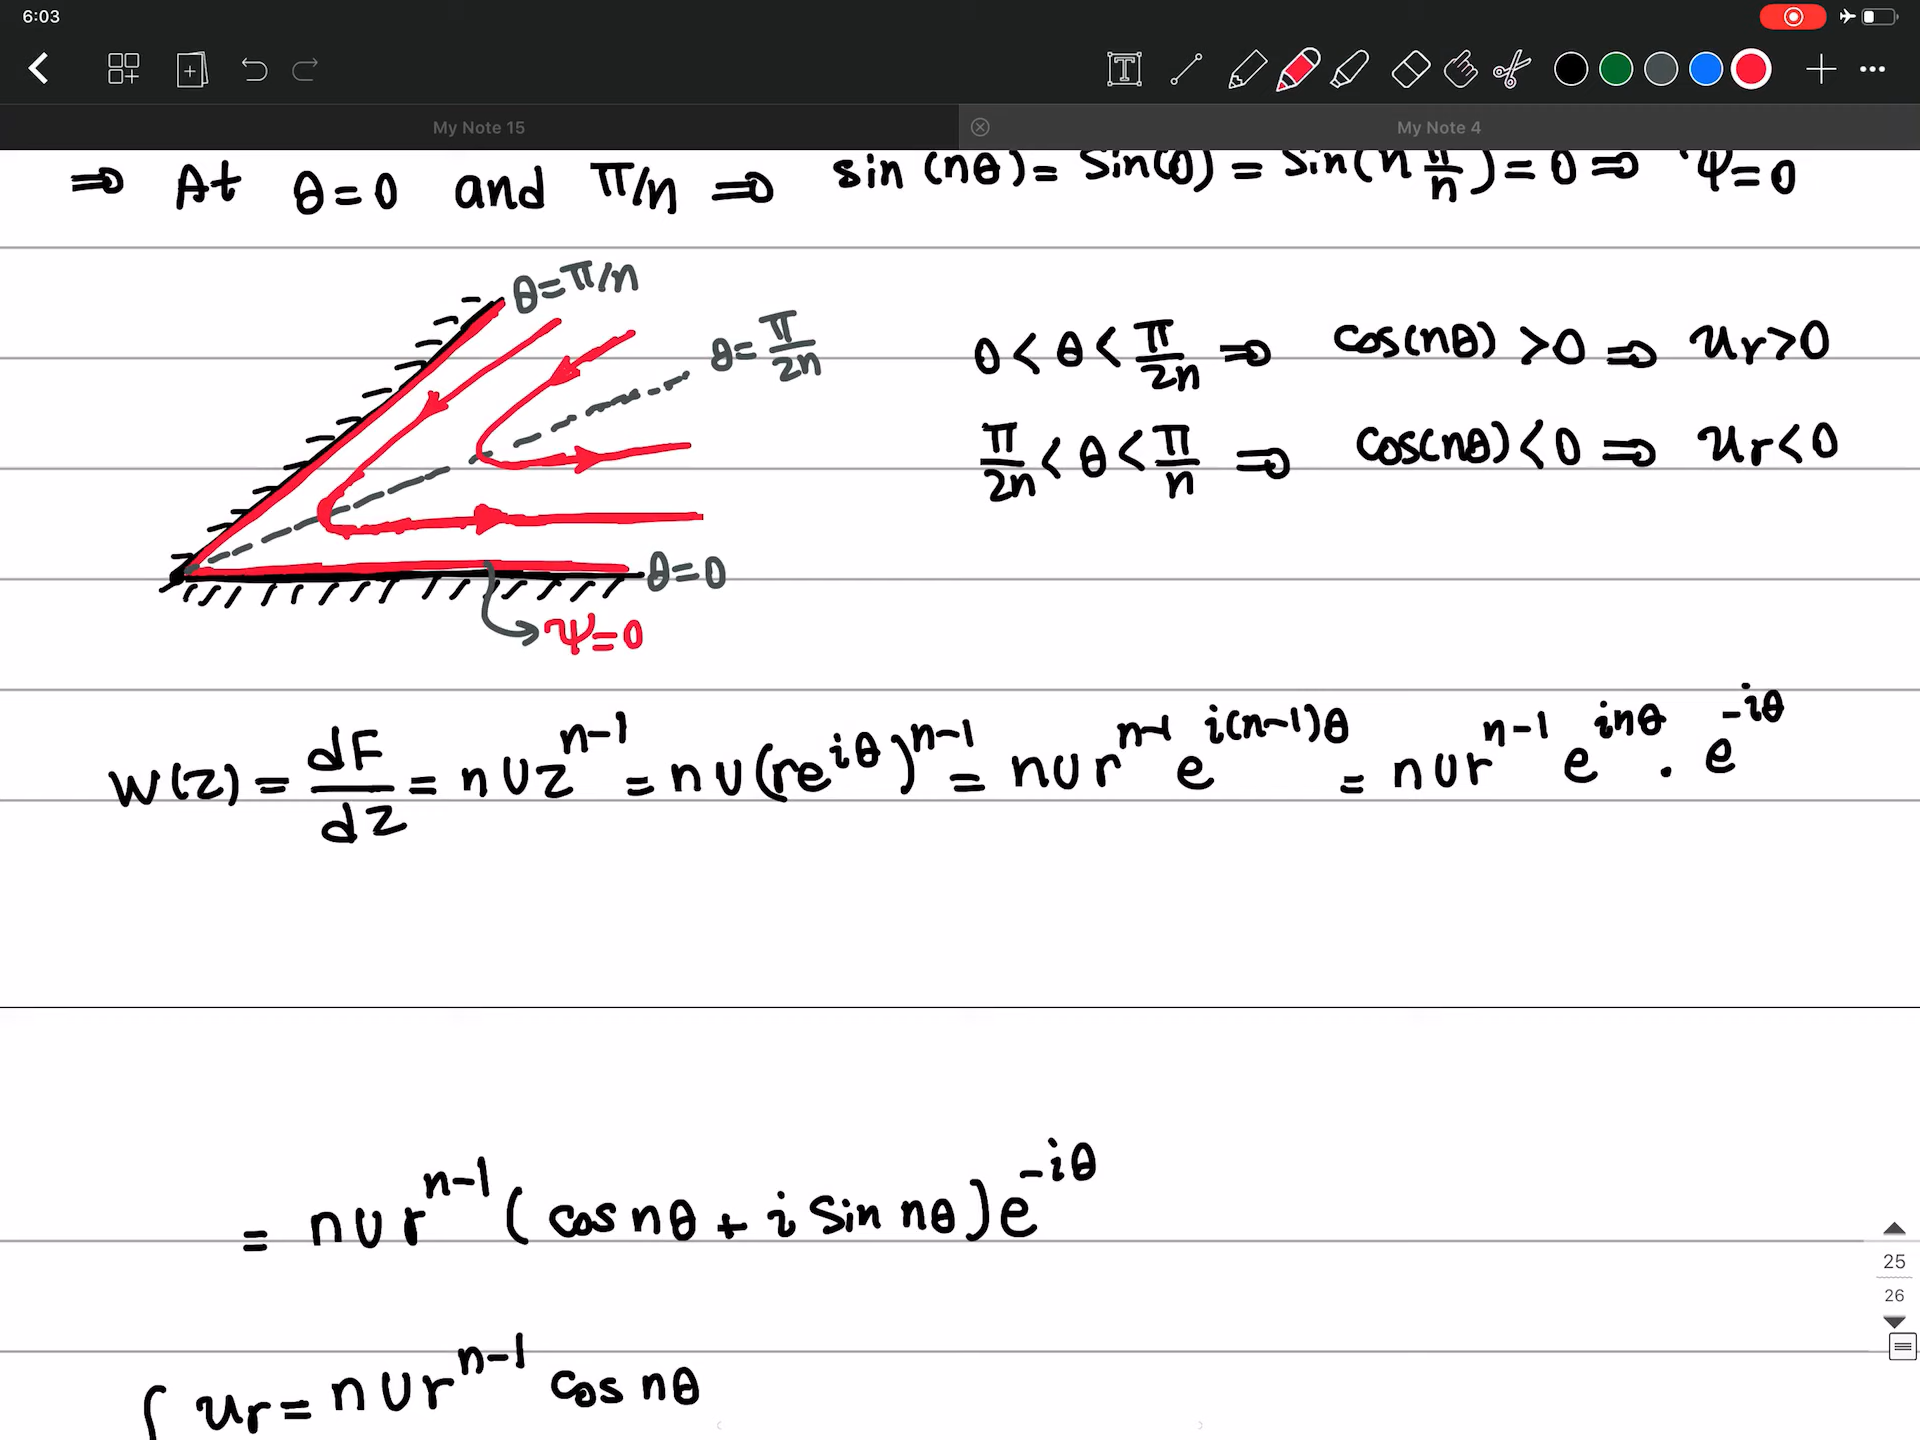 6:03
T
My Note 15
My Note 4
⇒ At θ=0 and π/n ⇒ sin(nθ)= Sin(0) = Sin(n π/n)=0 ⇒ Ψ=0
θ=π/n
θ=π/2n
0<θ<π/2n ⇒ cos(nθ)>0 ⇒ ur>0
π/2n<θ<π/n ⇒ cos(nθ)<0 ⇒ ur<0
θ=0
Ψ=0
W(z) = dF/dz = nUz^(n-1) = nU(re^(iθ))^(n-1) = nUr^(n-1) e^(i(n-1)θ) = nUr^(n-1) e^(inθ) . e^(-iθ)
= nUr^(n-1) (cos nθ + i Sin nθ)e^(-iθ)
25
26
{ ur = nUr^(n-1) cos nθ